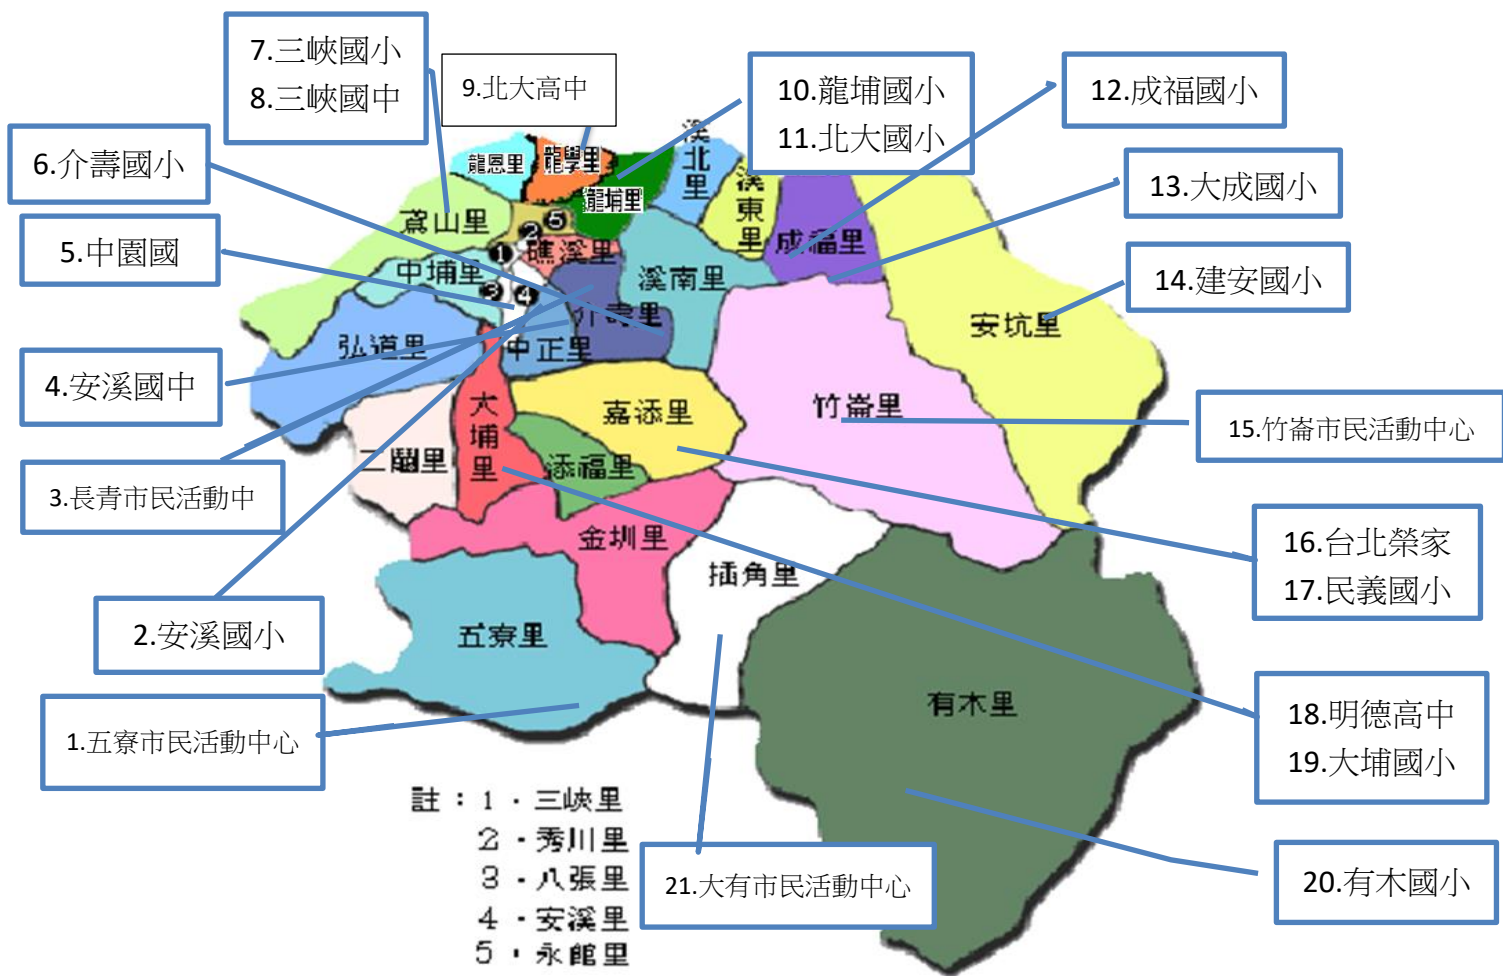 7.三峽國小
8.三峽國中
9.北大高中
10.龍埔國小
11.北大國小
12.成福國小
6.介壽國小
13.大成國小
5.中園國
14.建安國小
4.安溪國中
15.竹崙市民活動中心
3.長青市民活動中
16.台北榮家
17.民義國小
2.安溪國小
18.明德高中
19.大埔國小
1.五寮市民活動中心
20.有木國小
21.大有市民活動中心
龍恩里
龍學里
龍埔里
溪北里
溪東里
成福里
鳶山里
5
2
1
礁溪里
中埔里
3
4
溪南里
介壽里
安坑里
弘道里
中正里
大埔里
嘉添里
竹崙里
二鬮里
添福里
金圳里
插角里
五寮里
有木里
註：1．三峽里
2．秀川里
3．八張里
4．安溪里
5．永館里